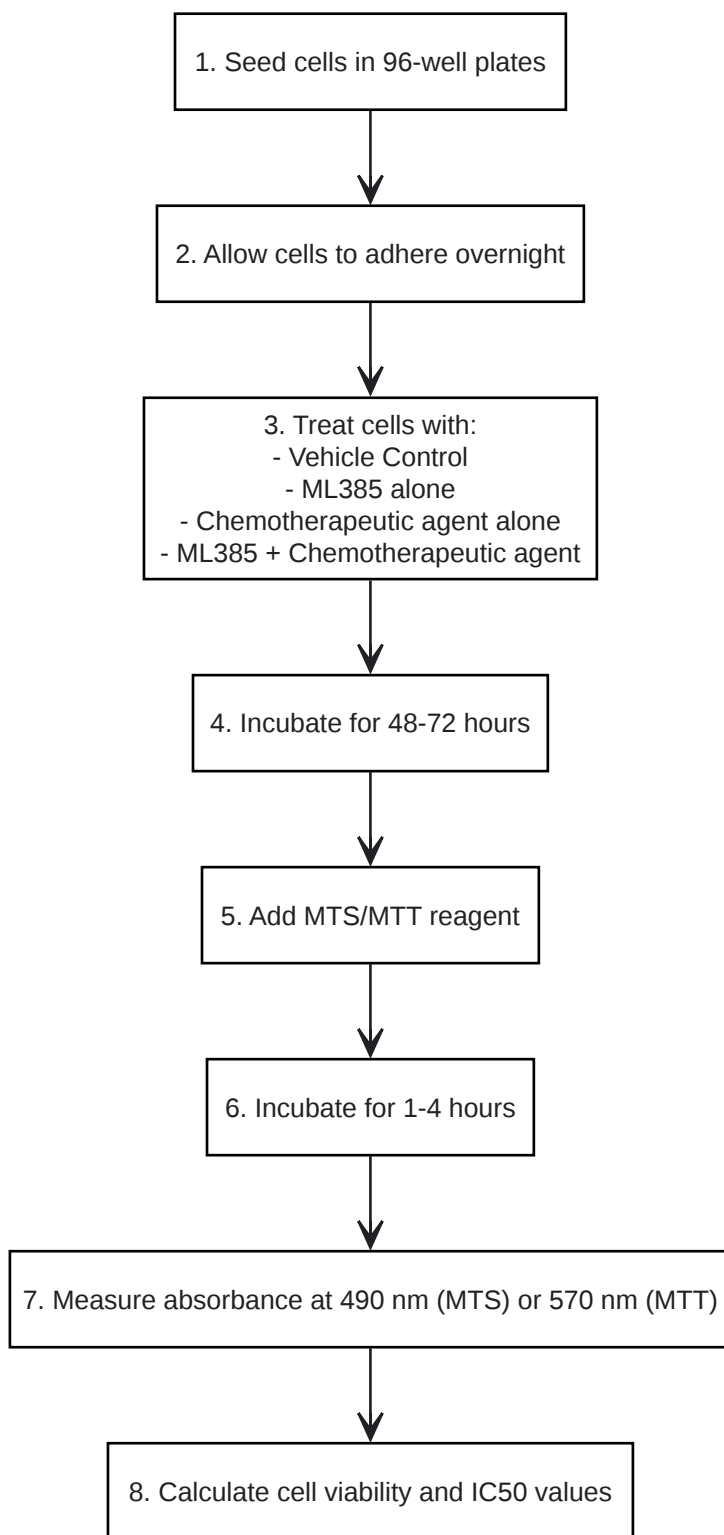 1. Seed cells in 96-well plates
2. Allow cells to adhere overnight
3. Treat cells with:
- Vehicle Control
- ML385 alone
- Chemotherapeutic agent alone
- ML385 + Chemotherapeutic agent
4. Incubate for 48-72 hours
5. Add MTS/MTT reagent
6. Incubate for 1-4 hours
7. Measure absorbance at 490 nm (MTS) or 570 nm (MTT)
8. Calculate cell viability and IC50 values